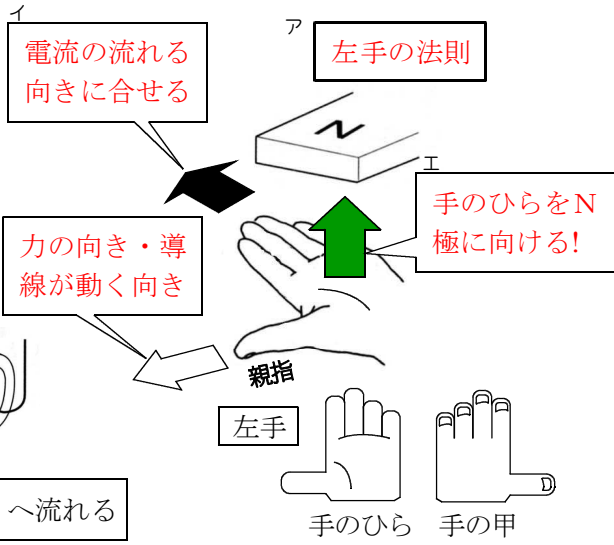 イ
ア
電流の流れる
向きに合せる
左手の法則
N
エ
手のひらをN
極に向ける!
力の向き・導
線が動く向き
親指
左手
へ流れる
手のひら
手の甲